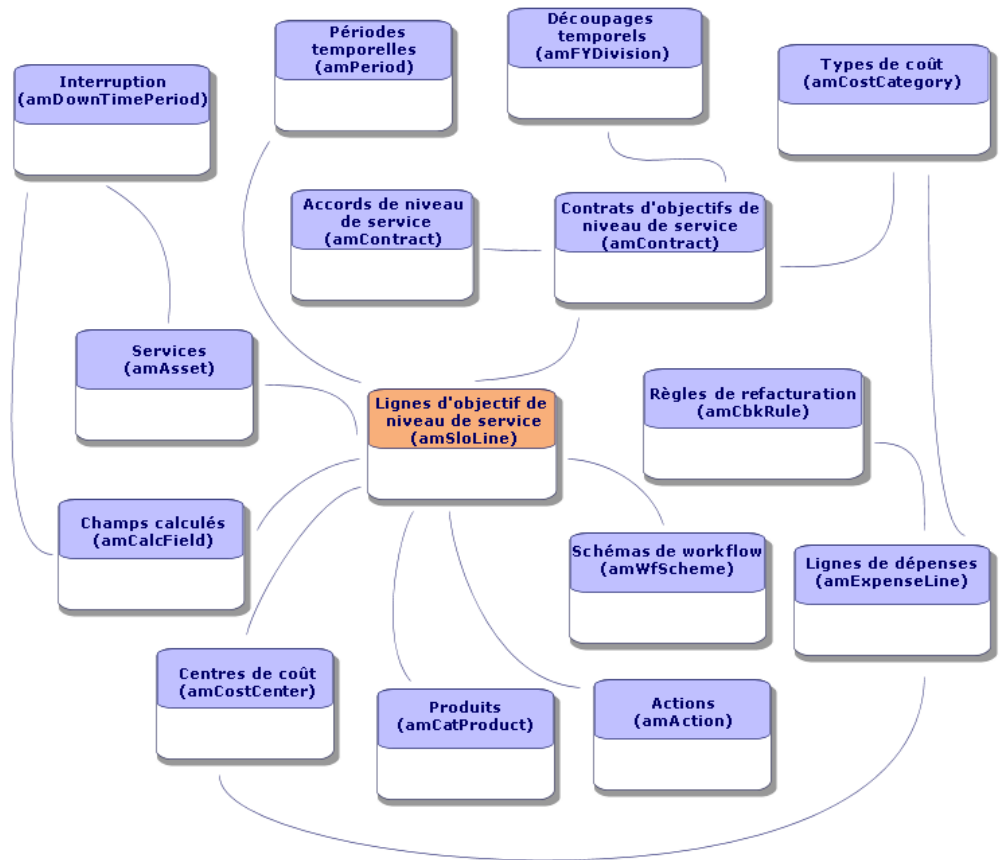 Découpages
temporels
(amFYDivision)
Périodes
temporelles
(amPeriod)
Types de coût
(amCostCategory)
Interruption
(amDownTimePeriod)
Accords de niveau
de service
(amContract)
Contrats d'objectifs de
niveau de service
(amContract)
Services
(amAsset)
Règles de refacturation
(amCbkRule)
Lignes d'objectif de
niveau de service
(amSloLine)
Champs calculés
(amCalcField)
Schémas de workflow
(amWfScheme)
Lignes de dépenses
(amExpenseLine)
Centres de coût
(amCostCenter)
Produits
(amCatProduct)
Actions
(amAction)